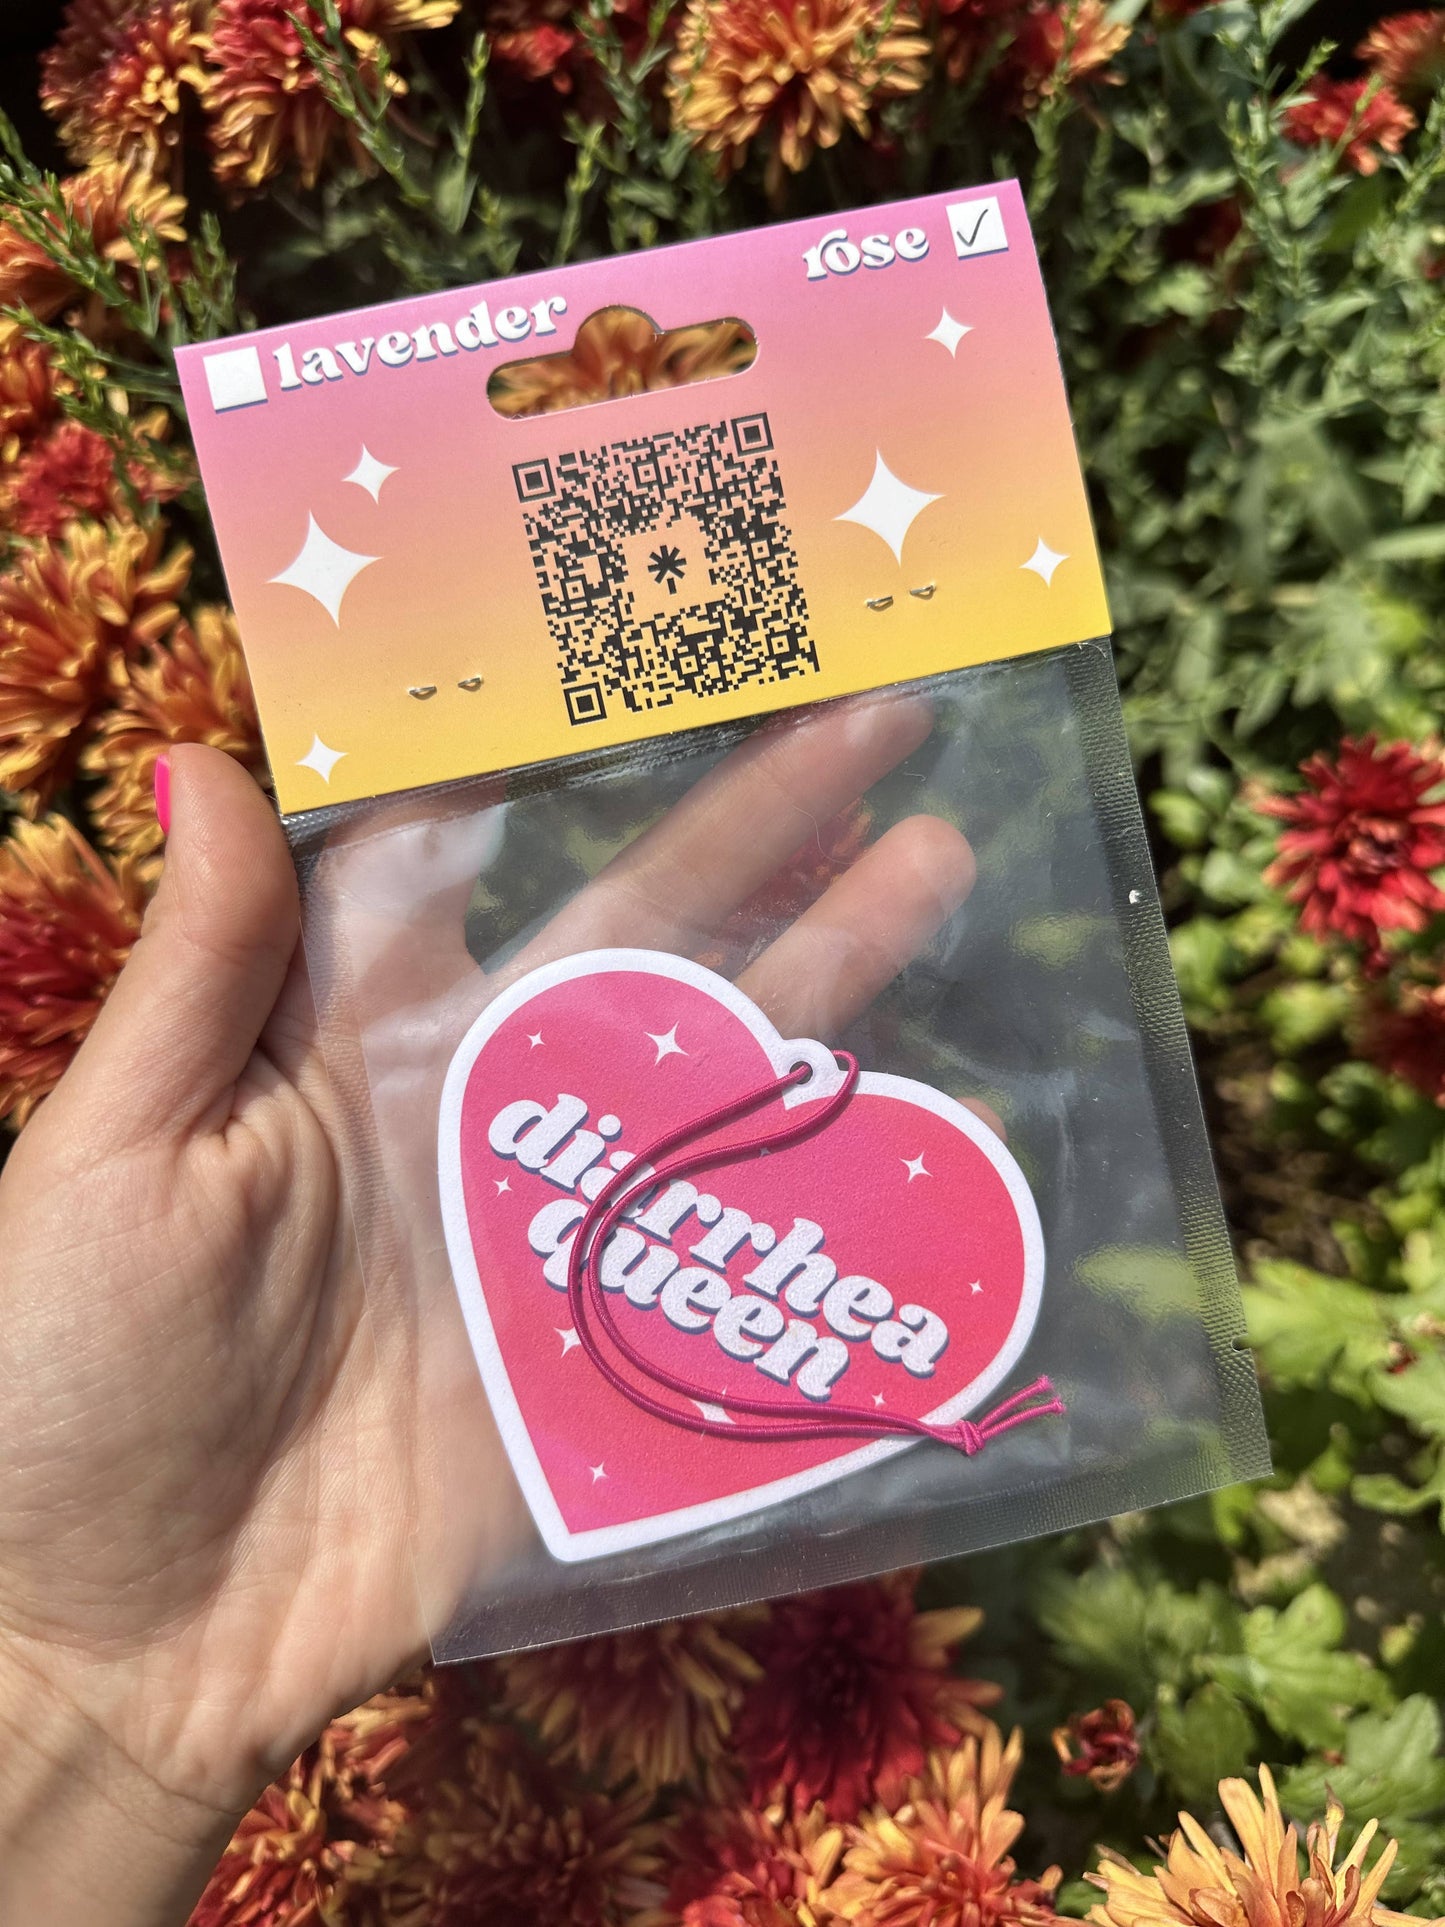 lavender
rose
diarrhea
queen